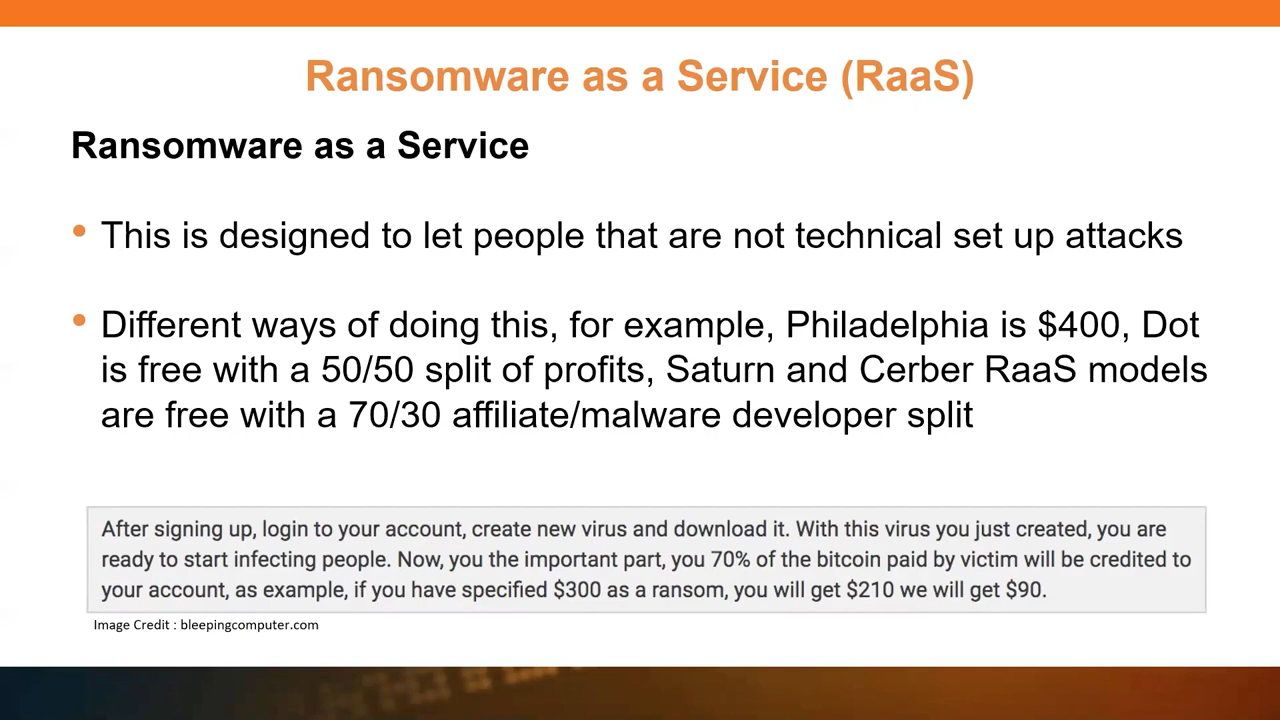 Ransomware as a Service (RaaS)
Ransomware as a Service
• This is designed to let people that are not technical set up attacks
• Different ways of doing this, for example, Philadelphia is $400, Dot
is free with a 50/50 split of profits, Saturn and Cerber RaaS models
are free with a 70/30 affiliate/malware developer split
After signing up, login to your account, create new virus and download it. With this virus you just created, you are
ready to start infecting people. Now, you the important part, you 70% of the bitcoin paid by victim will be credited to
your account, as example, if you have specified $300 as a ransom, you will get $210 we will get $90.
Image Credit : bleepingcomputer.com